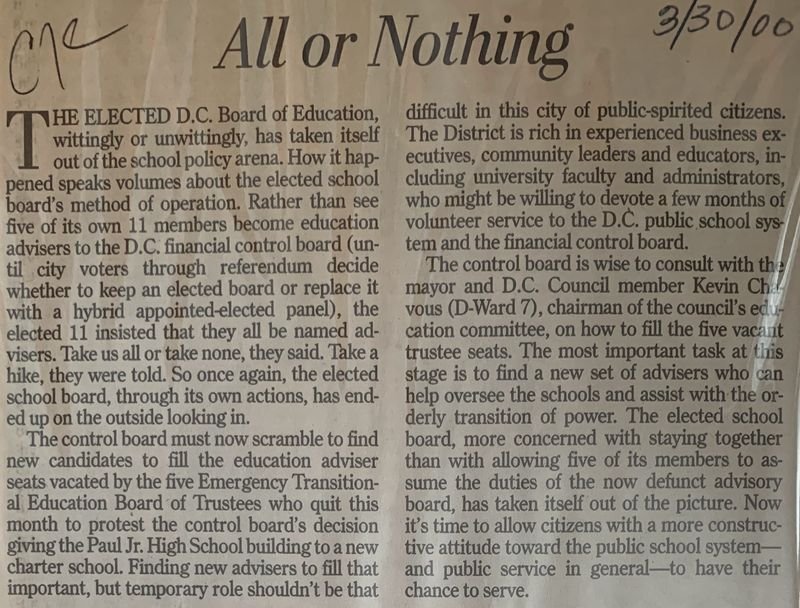 All or Nothing
3/30/00
THE ELECTED D.C. Board of Education,
wittingly or unwittingly, has taken itself
out of the school policy arena. How it hap-
pened speaks volumes about the elected school
board's method of operation. Rather than see
five of its own 11 members become education
advisers to the D.C. financial control board (un-
til city voters through referendum decide
whether to keep an elected board or replace it
with a hybrid appointed-elected panel), the
elected 11 insisted that they all be named ad-
visers. Take us all or take none, they said. Take a
hike, they were told. So once again, the elected
school board, through its own actions, has end-
ed up on the outside looking in.
The control board must now scramble to find
new candidates to fill the education adviser
seats vacated by the five Emergency Transition-
al Education Board of Trustees who quit this
month to protest the control board's decision
giving the Paul Jr. High School building to a new
charter school. Finding new advisers to fill that
important, but temporary role shouldn't be that
difficult in this city of public-spirited citizens.
The District is rich in experienced business ex-
ecutives, community leaders and educators, in-
cluding university faculty and administrators,
who might be willing to devote a few months of
volunteer service to the D.C. public school sys-
tem and the financial control board.
The control board is wise to consult with the
mayor and D.C. Council member Kevin Cha-
vous (D-Ward 7), chairman of the council's edu-
cation committee, on how to fill the five vacant
trustee seats. The most important task at this
stage is to find a new set of advisers who can
help oversee the schools and assist with the or-
derly transition of power. The elected school
board, more concerned with staying together
than with allowing five of its members to as-
sume the duties of the now defunct advisory
board, has taken itself out of the picture. Now
it's time to allow citizens with a more construc-
tive attitude toward the public school system—
and public service in general—to have their
chance to serve.